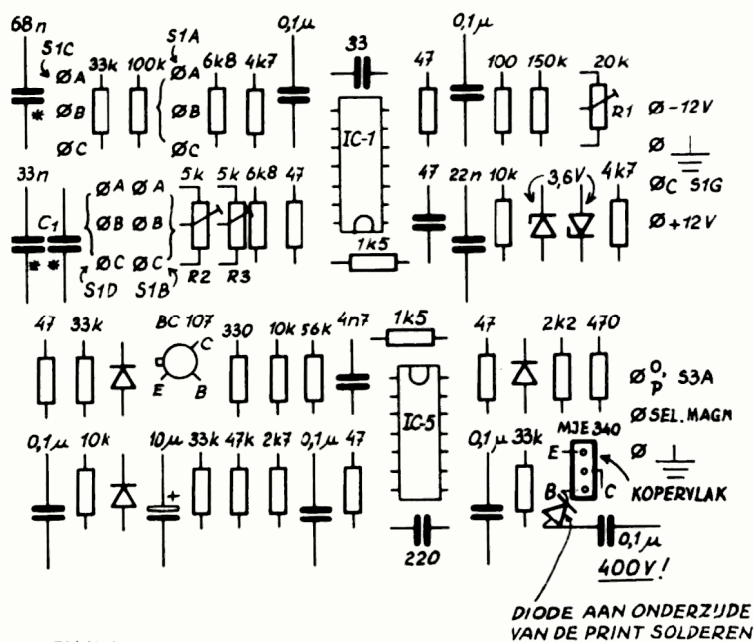 68n S1C S1A 0,1µ 33 0,1µ
ØA 33k 100k ØA 6k8 4k7 47 100 150k 20k
* ØB ØB IC-1 R1 Ø-12V
ØC ØC Ø
33n ØA ØA 5k 5k 6k8 47 47 22n 10k 3,6V 4k7 ØC S1G
C1 ØB ØB Ø+12V
* * ØC ØC 1k5
S1D S1B R2 R3
47 33k BC 107 330 10k 56k 4n7 1k5 47 2k2 470
C O, S3A
E B P
IC-5 ØSEL.MAGN
0,1µ 10k 10µ 33k 47k 2k7 0,1µ 47 0,1µ 33k MJE 340 Ø
+ E
B C KOPERVLAK
220 0,1µ
400V!
DIODE AAN ONDERZIJDE
VAN DE PRINT SOLDEREN